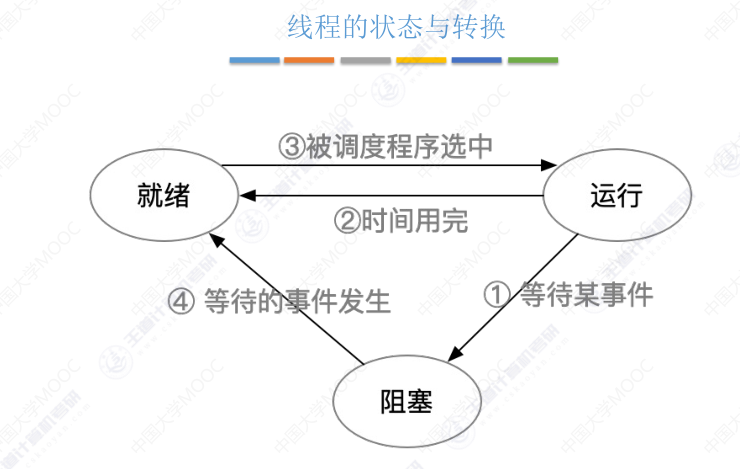 线程的状态与转换
③被调度程序选中
就绪
运行
②时间用完
④ 等待的事件发生
① 等待某事件
阻塞
中国大学MOOC
王道计算机考研